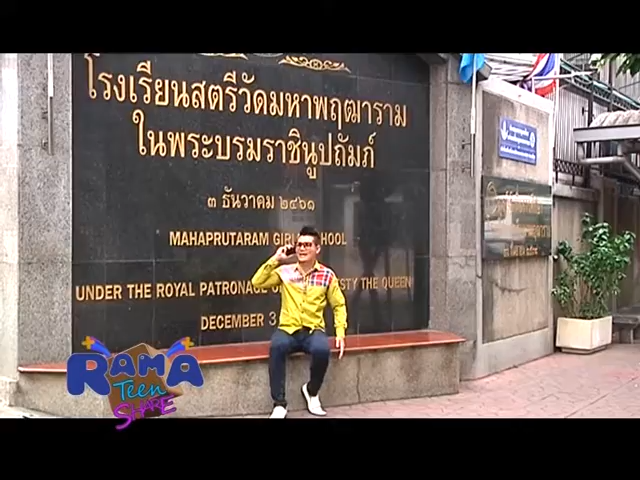 โรงเรียนสตรีวัดมหาพฤฒาราม
ในพระบรมราชินูปถัมภ์
๓ ธันวาคม ๒๔๖๑
MAHAPRUTARAM SCHOOL
UNDER THE ROYAL PATRONAGE THE QUEEN
DECEMBER 3
RAMA
Teen
SHARE